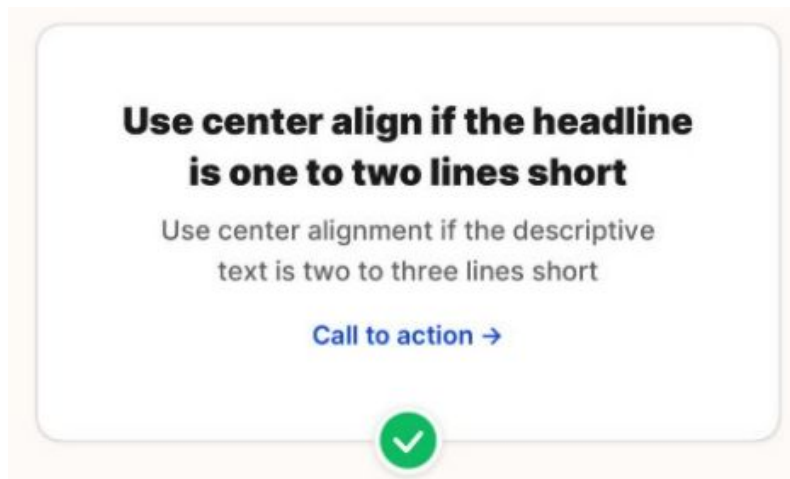 Use center align if the headline
is one to two lines short
Use center alignment if the descriptive
text is two to three lines short
Call to action →